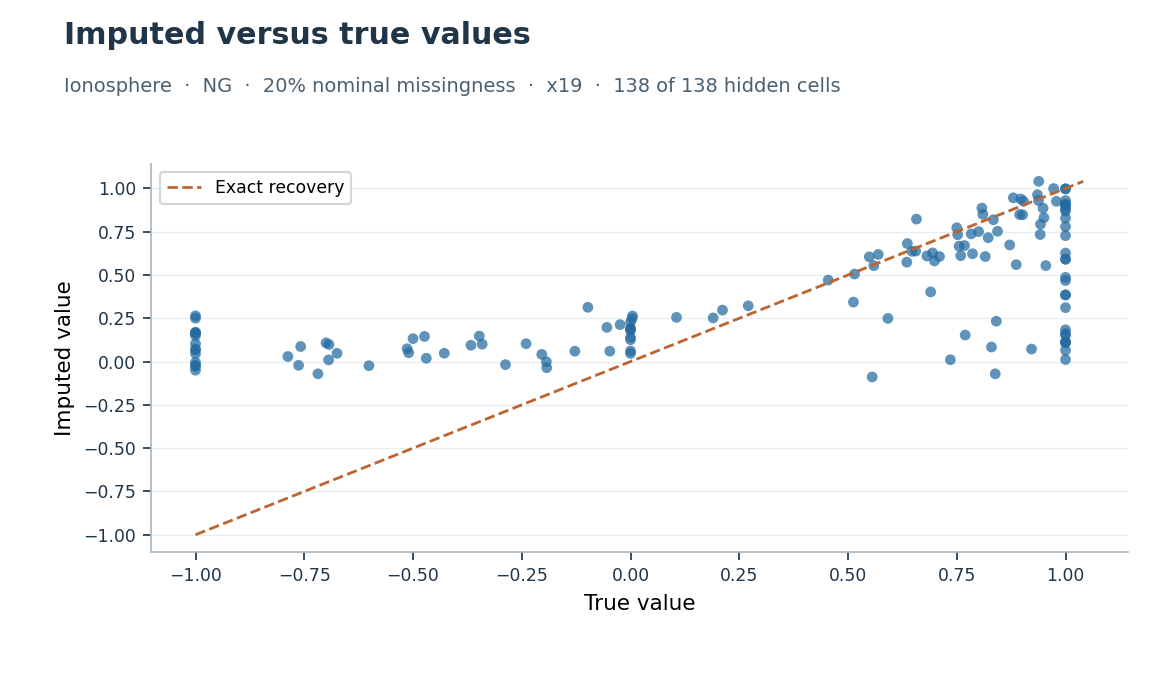 Imputed versus true values
Ionosphere · NG · 20% nominal missingness · x19 · 138 of 138 hidden cells
Exact recovery
Imputed value
1.00
0.75
0.50
0.25
0.00
−0.25
−0.50
−0.75
−1.00
−1.00 −0.75 −0.50 −0.25 0.00 0.25 0.50 0.75 1.00
True value